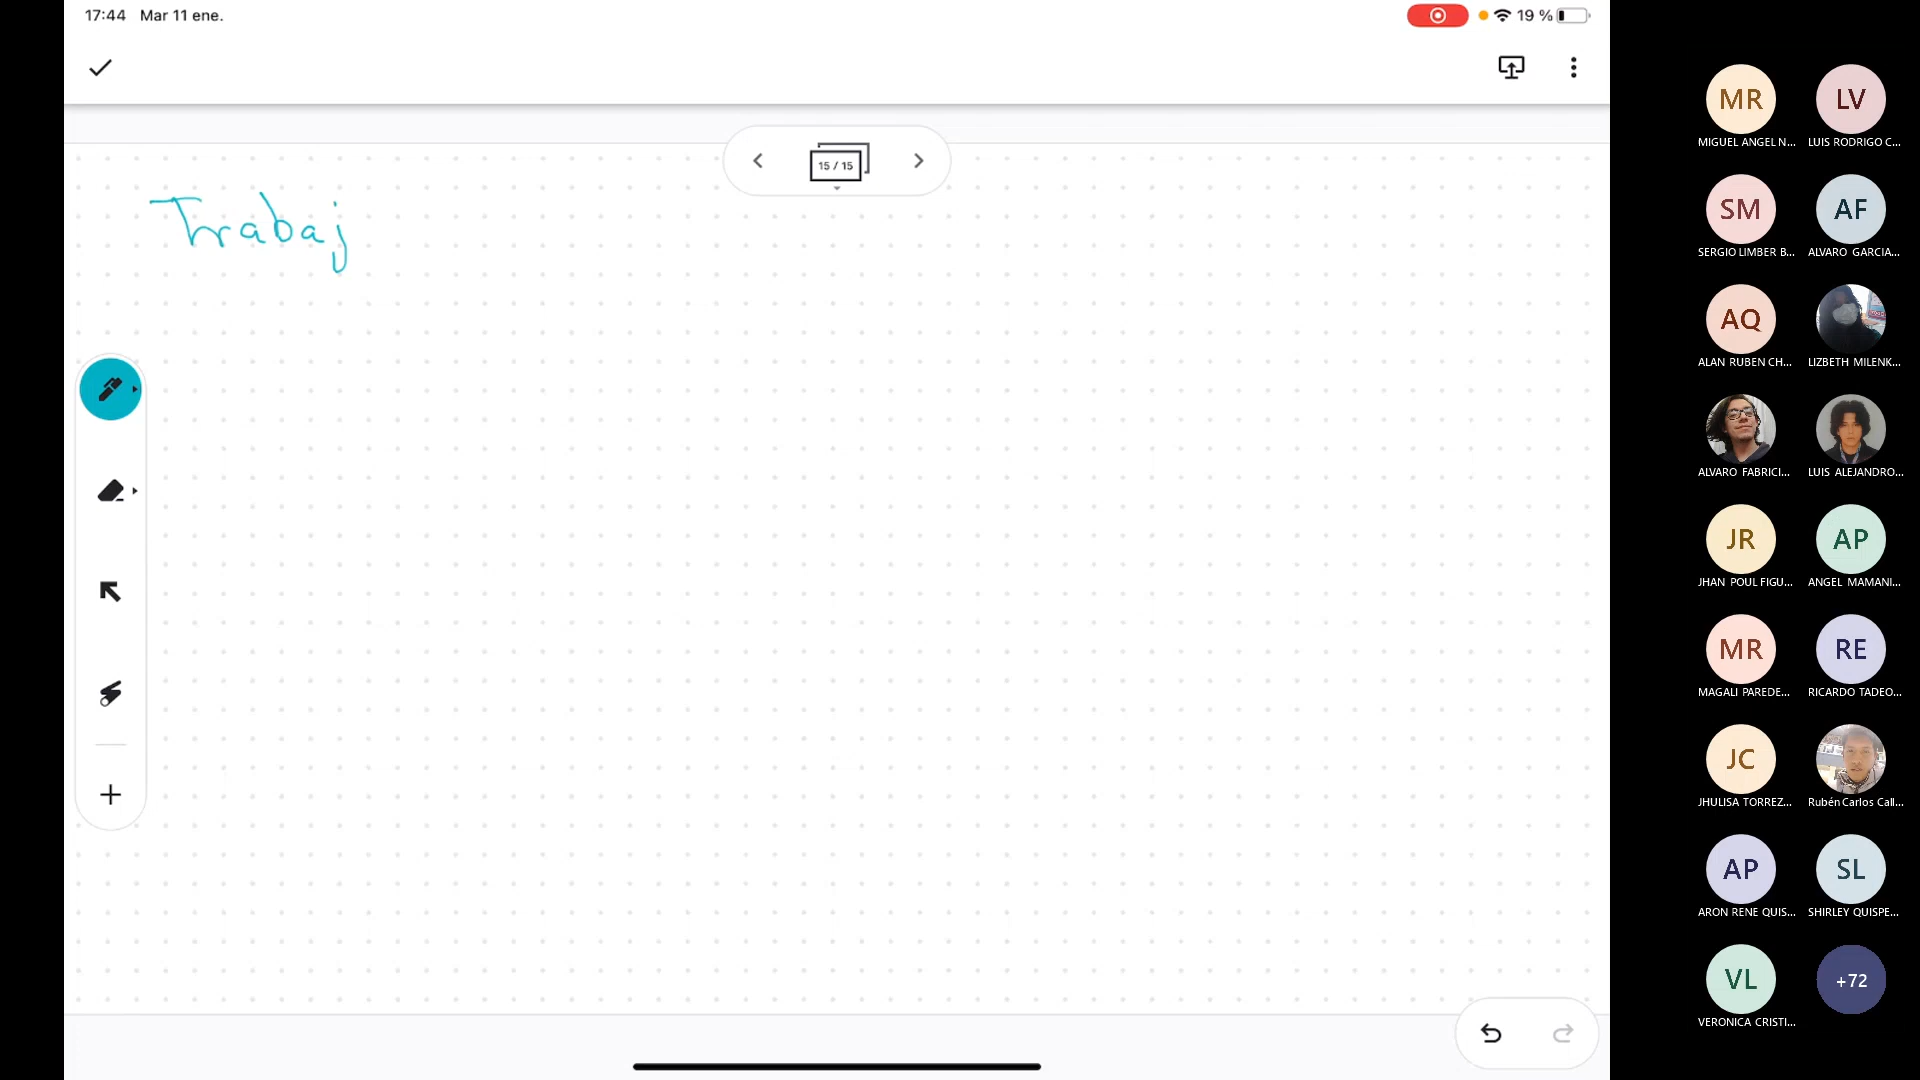 17:44 Mar 11 ene.
19 %
15 / 15
Trabaj
MR
LV
MIGUEL ANGEL N...
LUIS RODRIGO C...
SM
AF
SERGIO LIMBER B...
ALVARO GARCIA...
AQ
ALAN RUBEN CH...
LIZBETH MILENK...
ALVARO FABRICI...
LUIS ALEJANDRO...
JR
AP
JHAN POUL FIGU...
ANGEL MAMANI...
MR
RE
MAGALI PAREDE...
RICARDO TADEO...
JC
JHULISA TORREZ...
Rubén Carlos Call...
AP
SL
ARON RENE QUIS...
SHIRLEY QUISPE...
VL
+72
VERONICA CRISTI...